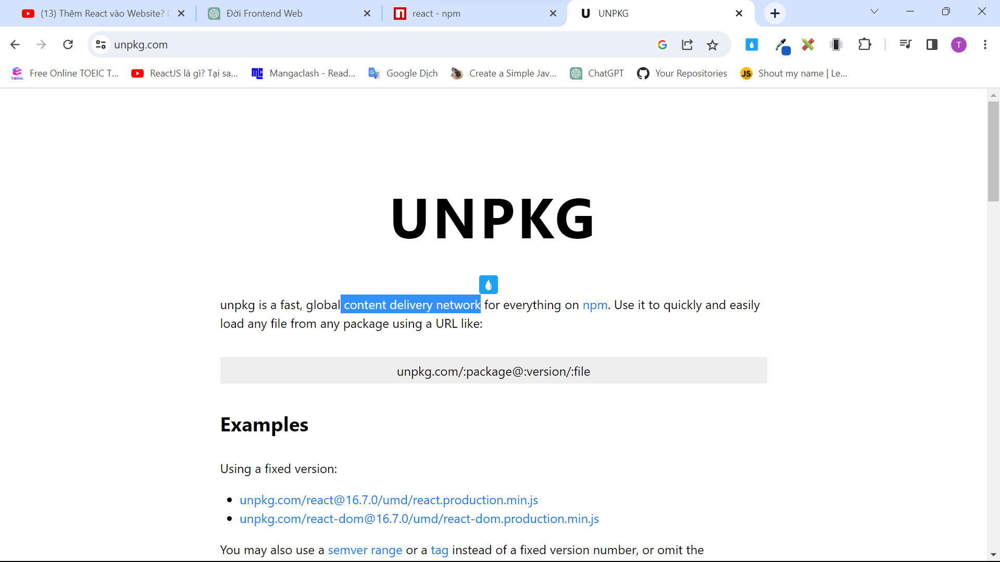 (13) Thêm React vào Website?
Đời Frontend Web
react - npm
U UNPKG
unpkg.com
T
Free Online TOEIC T...
ReactJS là gì? Tại sa...
MC Mangaclash - Read...
Google Dịch
Create a Simple Jav...
ChatGPT
Your Repositories
JS Shout my name | Le...
UNPKG
unpkg is a fast, global content delivery network for everything on npm. Use it to quickly and easily
load any file from any package using a URL like:
unpkg.com/:package@:version/:file
Examples
Using a fixed version:
• unpkg.com/react@16.7.0/umd/react.production.min.js
• unpkg.com/react-dom@16.7.0/umd/react-dom.production.min.js
You may also use a semver range or a tag instead of a fixed version number, or omit the